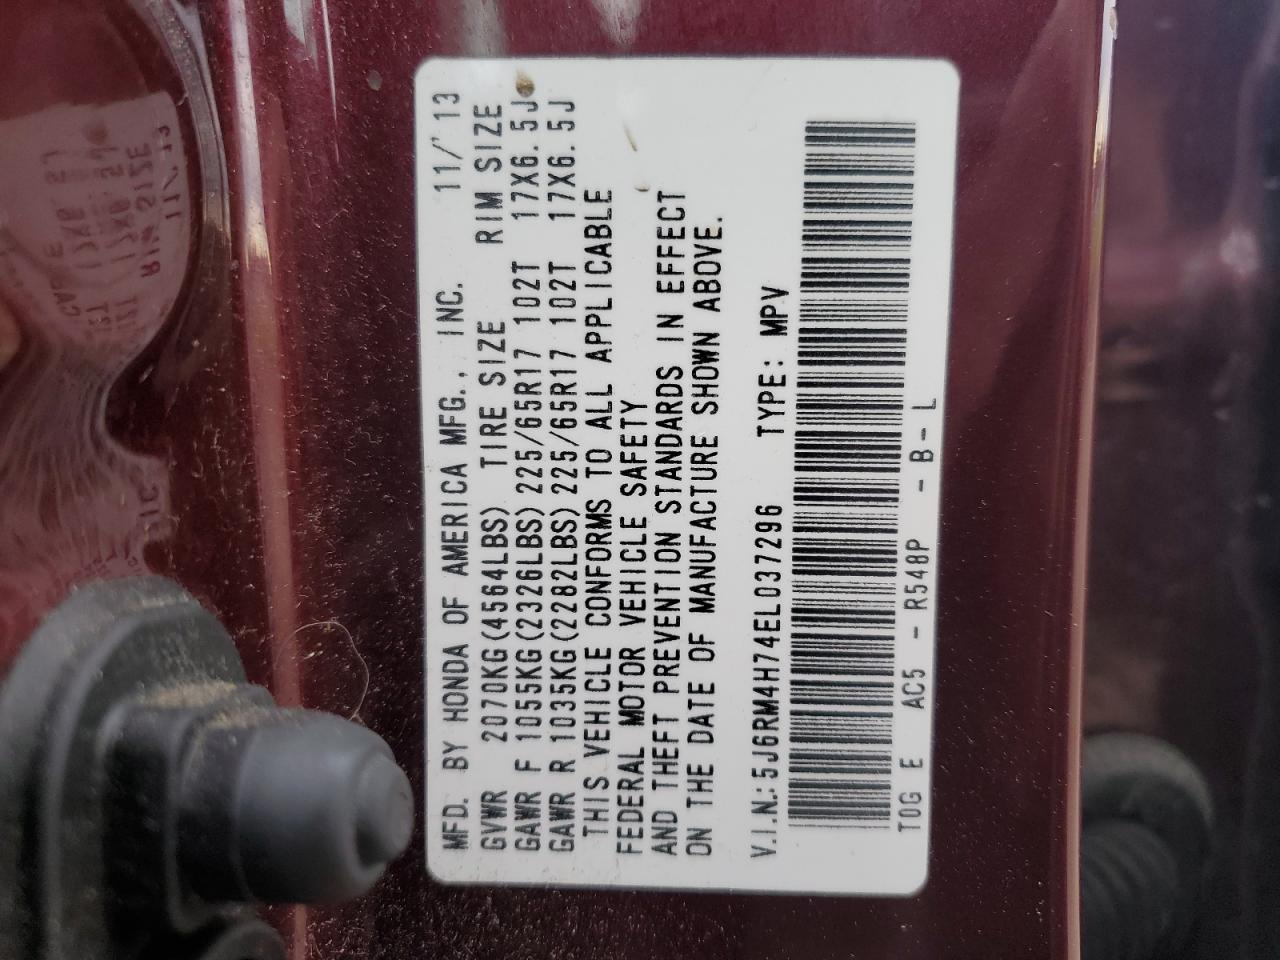 MFD. BY HONDA OF AMERICA MFG., INC. 11/'13
GVWR 2070KG(4564LBS) TIRE SIZE RIM SIZE
GAWR F 1055KG(2326LBS) 225/65R17 102T 17X6.5J
GAWR R 1035KG(2282LBS) 225/65R17 102T 17X6.5J
THIS VEHICLE CONFORMS TO ALL APPLICABLE
FEDERAL MOTOR VEHICLE SAFETY
AND THEFT PREVENTION STANDARDS IN EFFECT
ON THE DATE OF MANUFACTURE SHOWN ABOVE.
V.I.N.: 5J6RM4H74EL037296 TYPE: MPV
T0G E AC5 - R548P - B-L